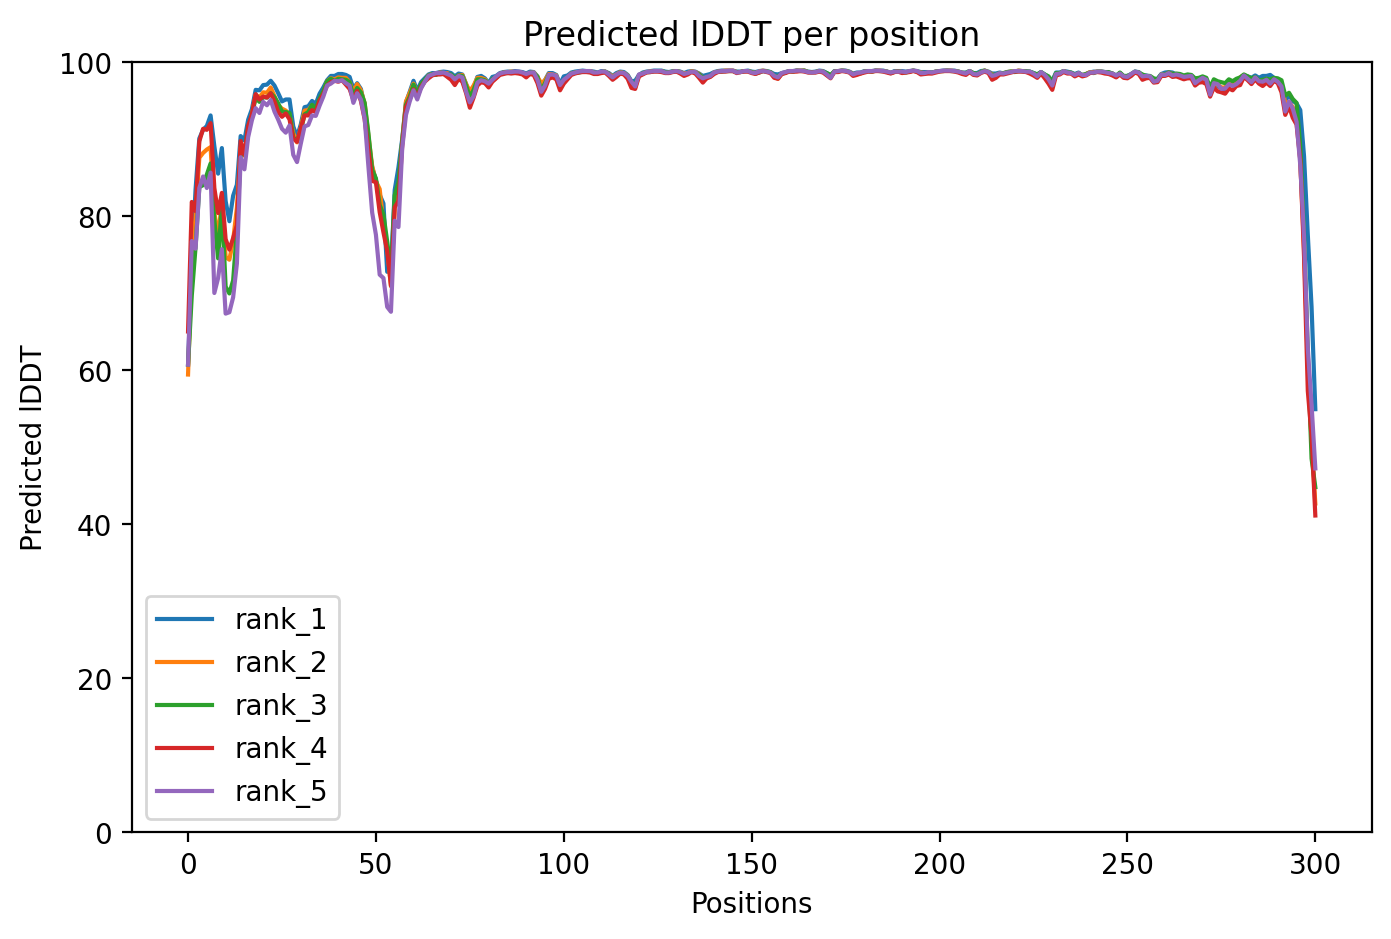 Predicted lDDT per position
Predicted lDDT
100
80
60
40
20
0
rank_1
rank_2
rank_3
rank_4
rank_5
0 50 100 150 200 250 300
Positions